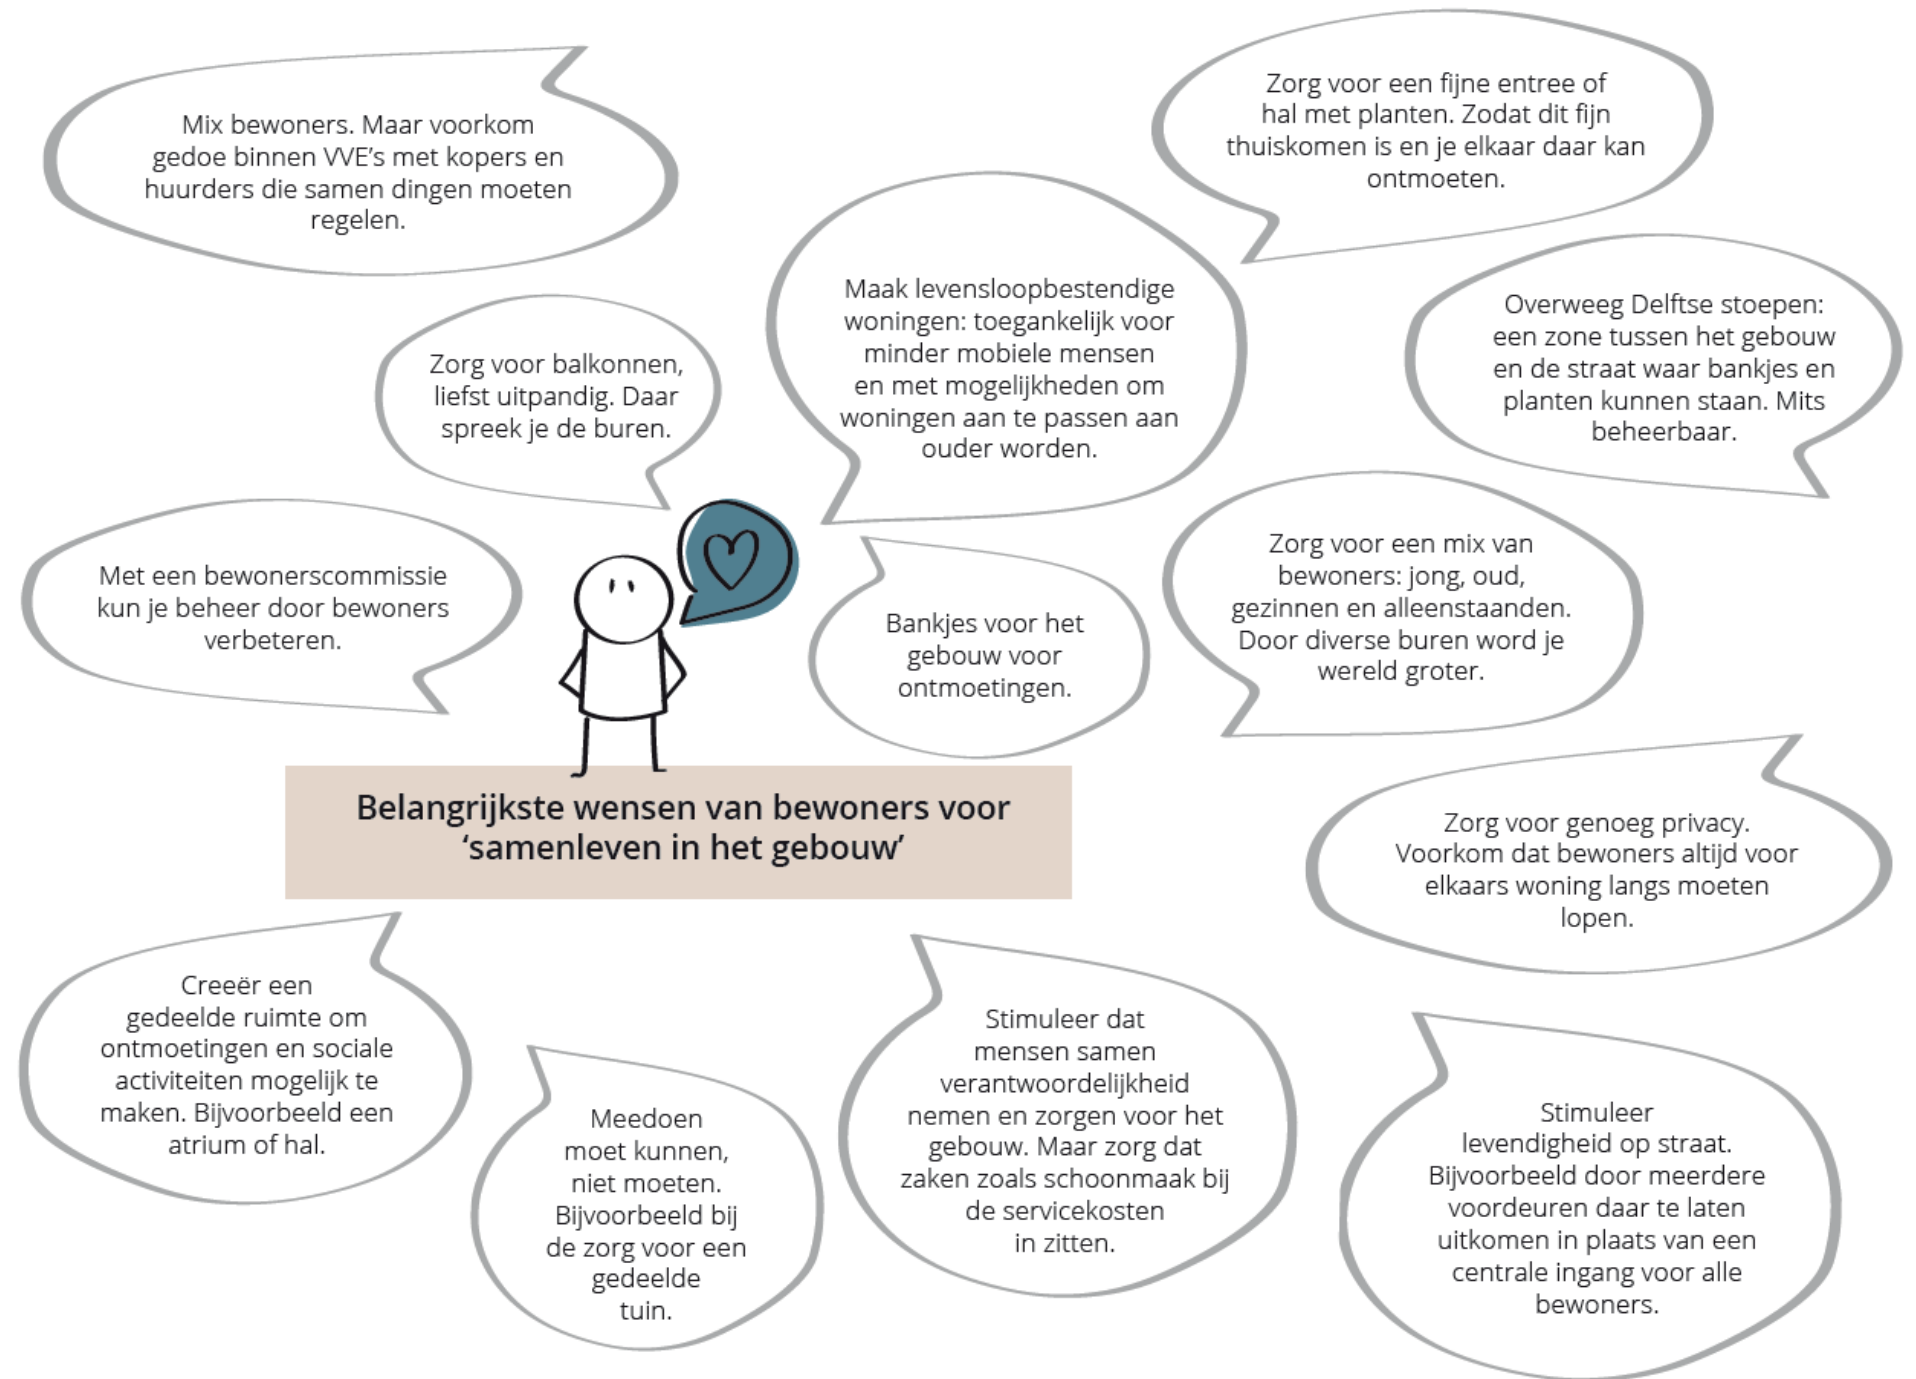 Mix bewoners. Maar voorkom
gedoe binnen VVE's met kopers en
huurders die samen dingen moeten
regelen.
Zorg voor een fijne entree of
hal met planten. Zodat dit fijn
thuiskomen is en je elkaar daar kan
ontmoeten.
Zorg voor balkonnen,
liefst uitpandig. Daar
spreek je de buren.
Maak levensloopbestendige
woningen: toegankelijk voor
minder mobiele mensen
en met mogelijkheden om
woningen aan te passen aan
ouder worden.
Overweeg Delftse stoepen:
een zone tussen het gebouw
en de straat waar bankjes en
planten kunnen staan. Mits
beheerbaar.
Met een bewonerscommissie
kun je beheer door bewoners
verbeteren.
Bankjes voor het
gebouw voor
ontmoetingen.
Zorg voor een mix van
bewoners: jong, oud,
gezinnen en alleenstaanden.
Door diverse buren word je
wereld groter.
Belangrijkste wensen van bewoners voor
‘samenleven in het gebouw’
Zorg voor genoeg privacy.
Voorkom dat bewoners altijd voor
elkaars woning langs moeten
lopen.
Creeër een
gedeelde ruimte om
ontmoetingen en sociale
activiteiten mogelijk te
maken. Bijvoorbeeld een
atrium of hal.
Meedoen
moet kunnen,
niet moeten.
Bijvoorbeeld bij
de zorg voor een
gedeelde
tuin.
Stimuleer dat
mensen samen
verantwoordelijkheid
nemen en zorgen voor het
gebouw. Maar zorg dat
zaken zoals schoonmaak bij
de servicekosten
in zitten.
Stimuleer
levendigheid op straat.
Bijvoorbeeld door meerdere
voordeuren daar te laten
uitkomen in plaats van een
centrale ingang voor alle
bewoners.